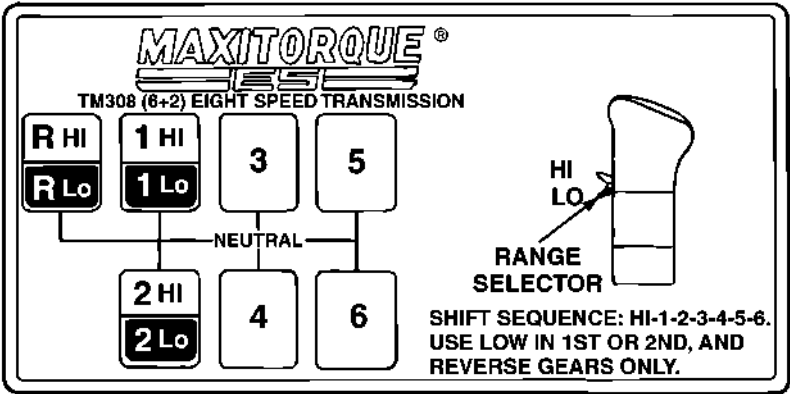 MAXITORQUE ®
ES
TM308 (6+2) EIGHT SPEED TRANSMISSION
R HI
1 HI
3
5
R Lo
1 Lo
NEUTRAL
2 HI
4
6
2 Lo
HI
LO
RANGE
SELECTOR
SHIFT SEQUENCE: HI-1-2-3-4-5-6.
USE LOW IN 1ST OR 2ND, AND
REVERSE GEARS ONLY.